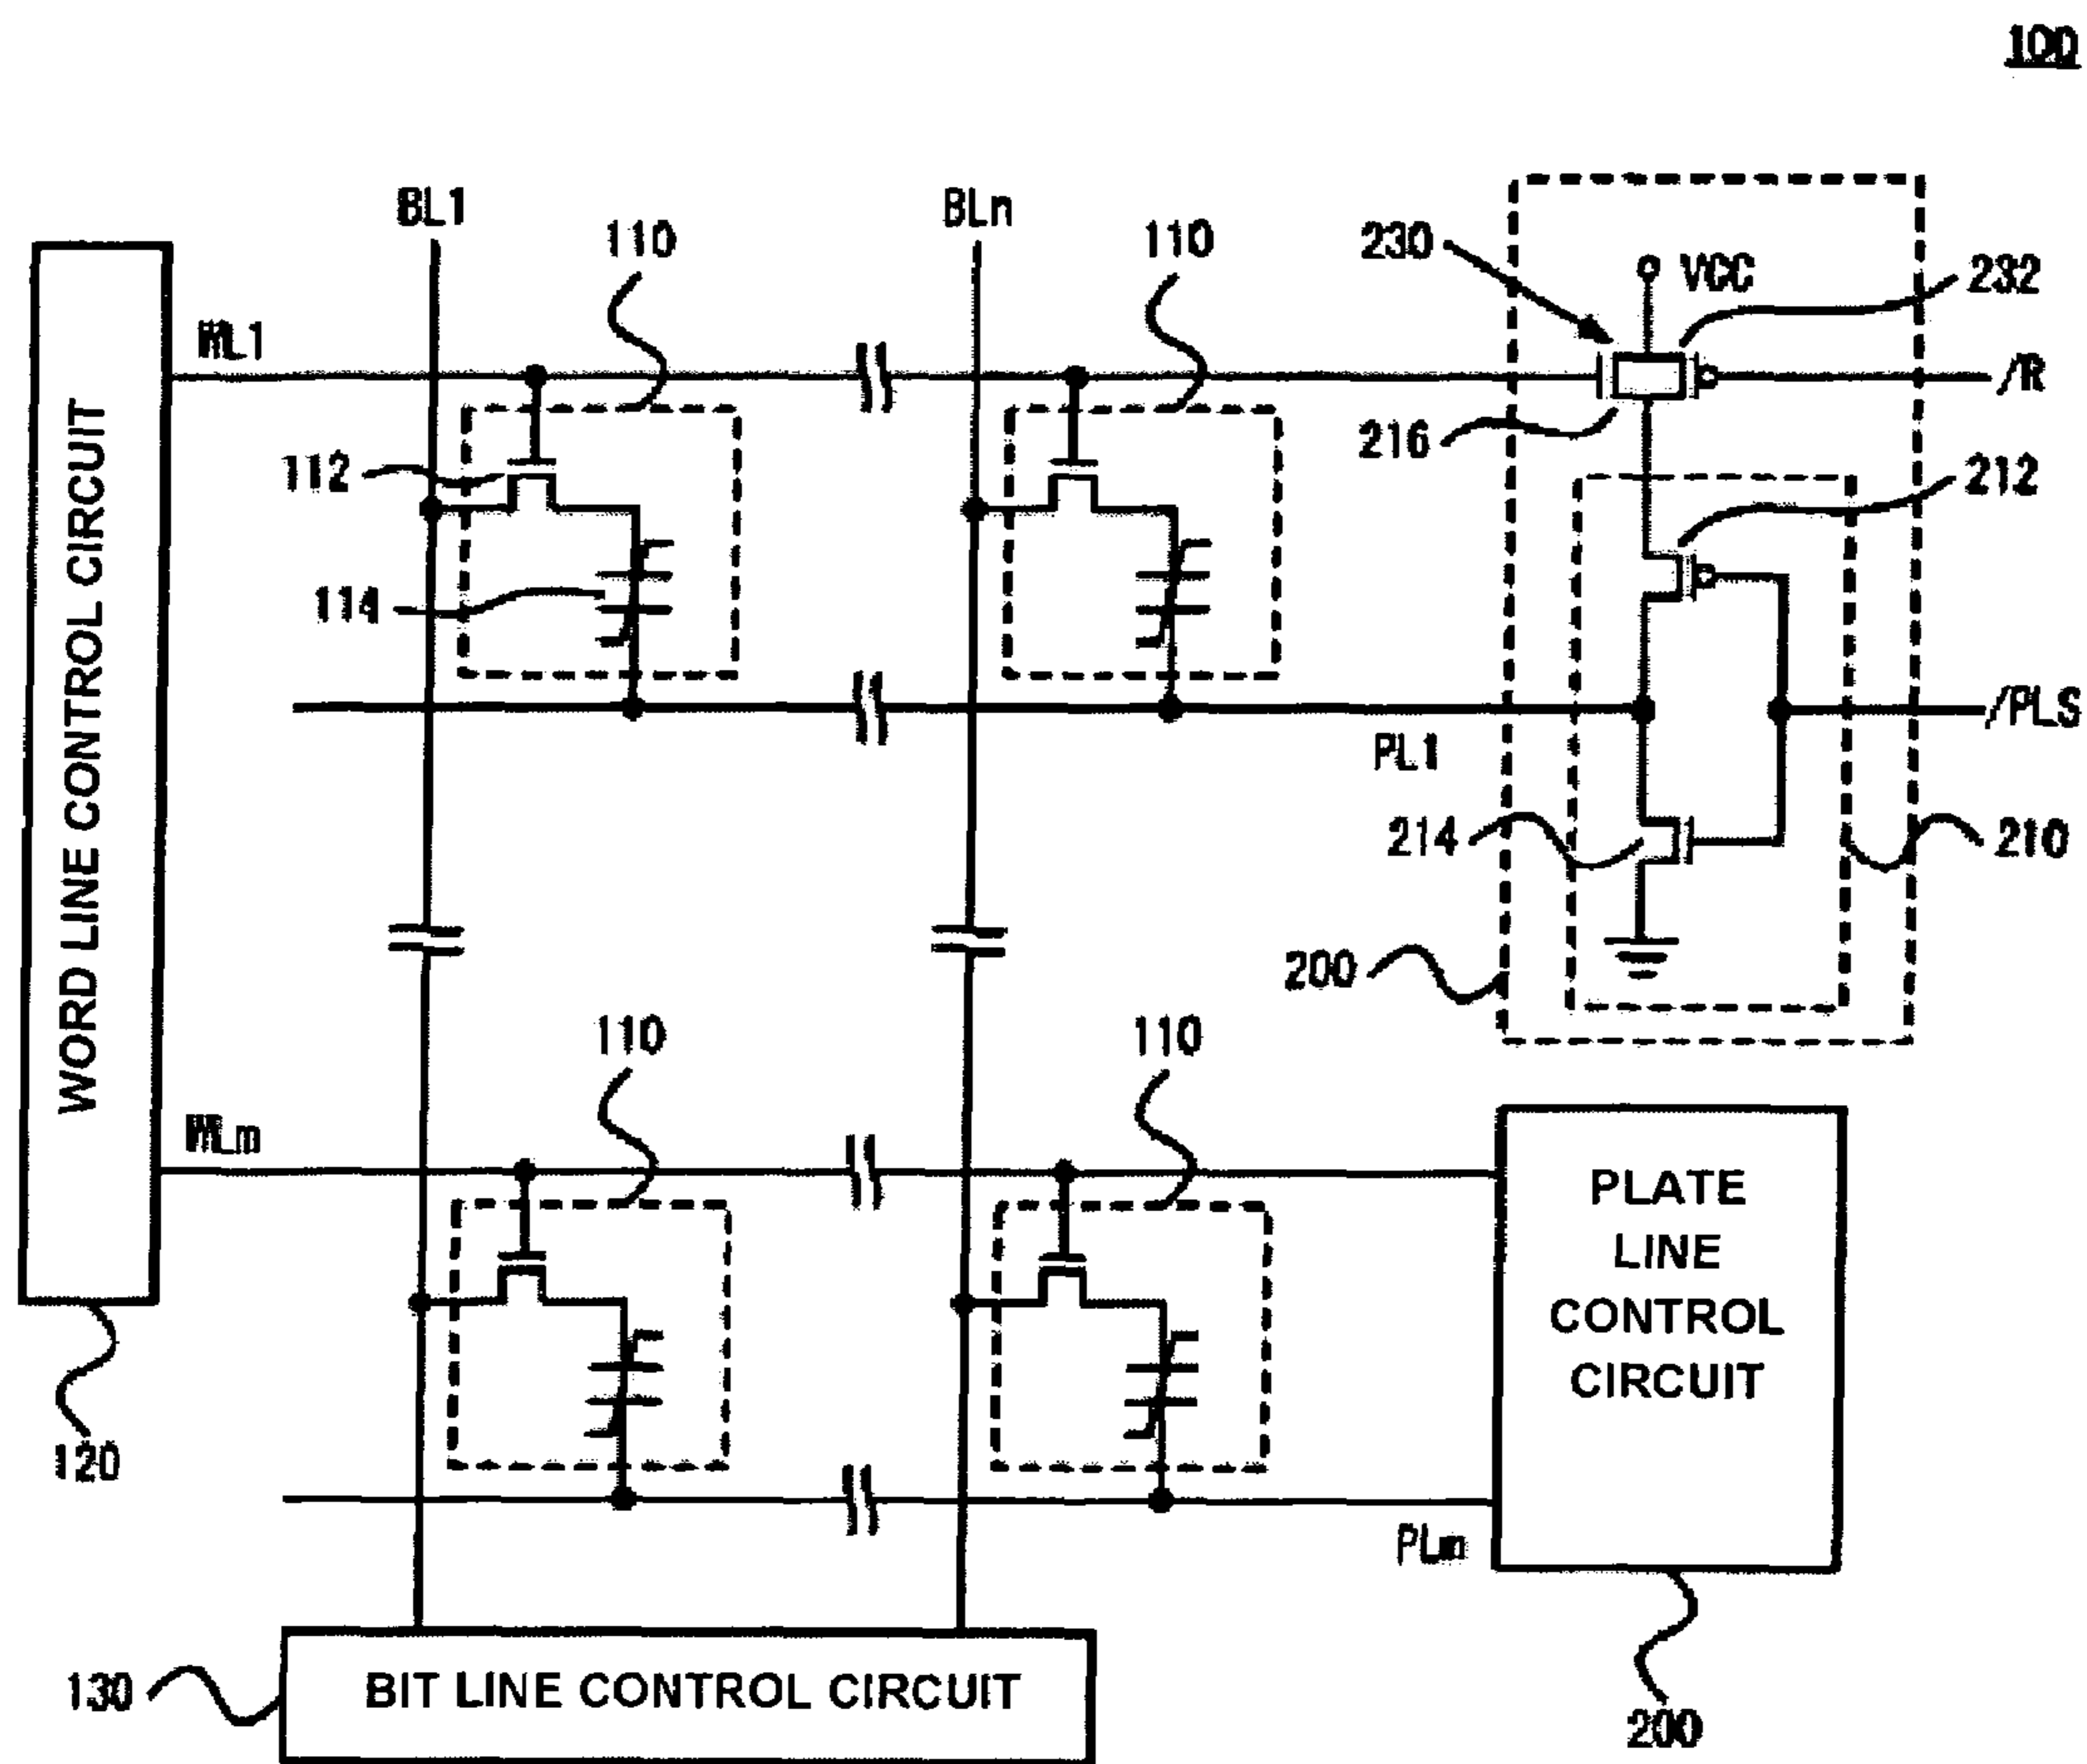 100
BL1
110
BLn
110
230
VCC
232
WL1
/R
216
112
212
114
/PLS
PL1
214
210
200
WORD LINE CONTROL CIRCUIT
110
110
WLm
PLATE
LINE
CONTROL
CIRCUIT
120
PLm
130
BIT LINE CONTROL CIRCUIT
200